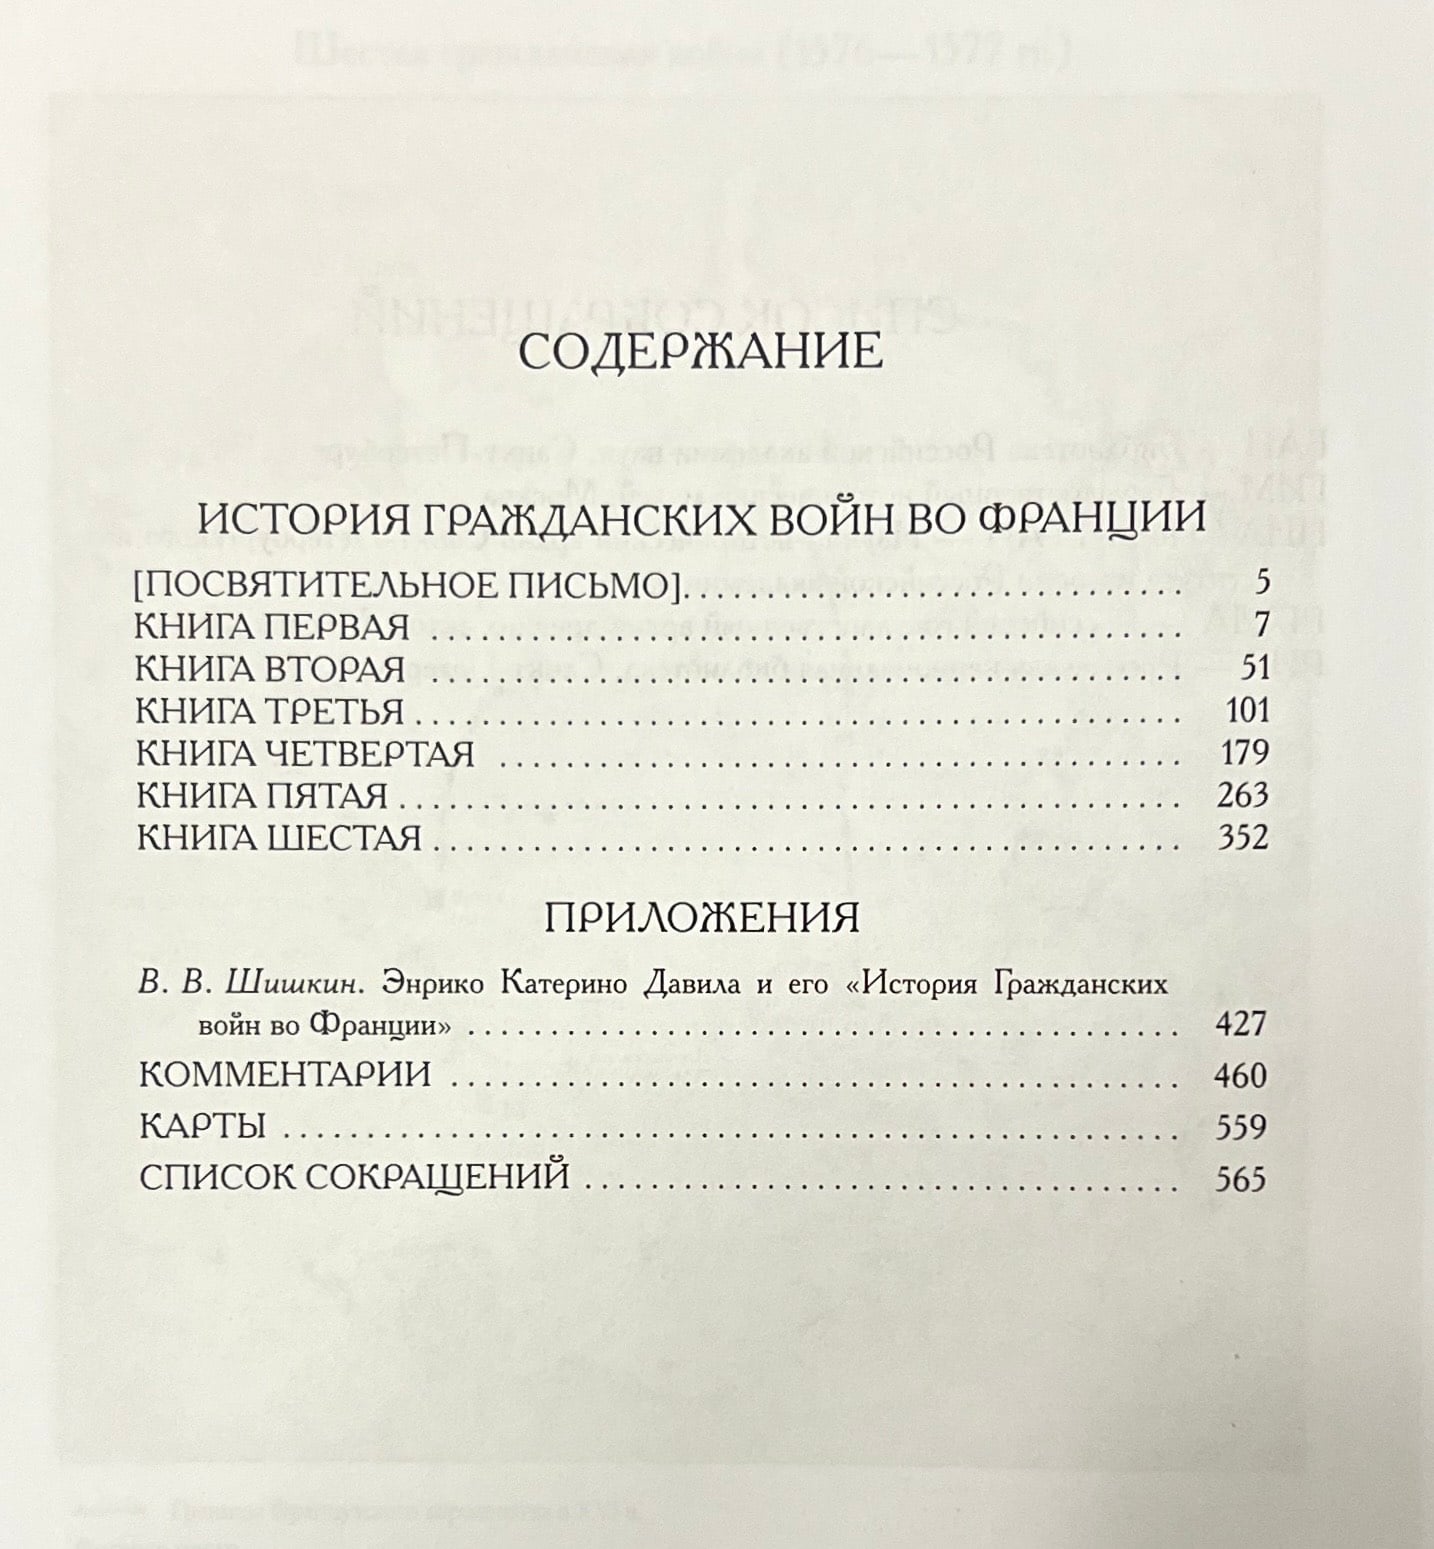 СОДЕРЖАНИЕ
ИСТОРИЯ ГРАЖДАНСКИХ ВОЙН ВО ФРАНЦИИ
[ПОСВЯТИТЕЛЬНОЕ ПИСЬМО] 5
КНИГА ПЕРВАЯ 7
КНИГА ВТОРАЯ 51
КНИГА ТРЕТЬЯ 101
КНИГА ЧЕТВЕРТАЯ 179
КНИГА ПЯТАЯ 263
КНИГА ШЕСТАЯ 352
ПРИЛОЖЕНИЯ
В. В. Шишкин. Энрико Катерино Давила и его «История Гражданских
войн во Франции» 427
КОММЕНТАРИИ 460
КАРТЫ 559
СПИСОК СОКРАЩЕНИЙ 565